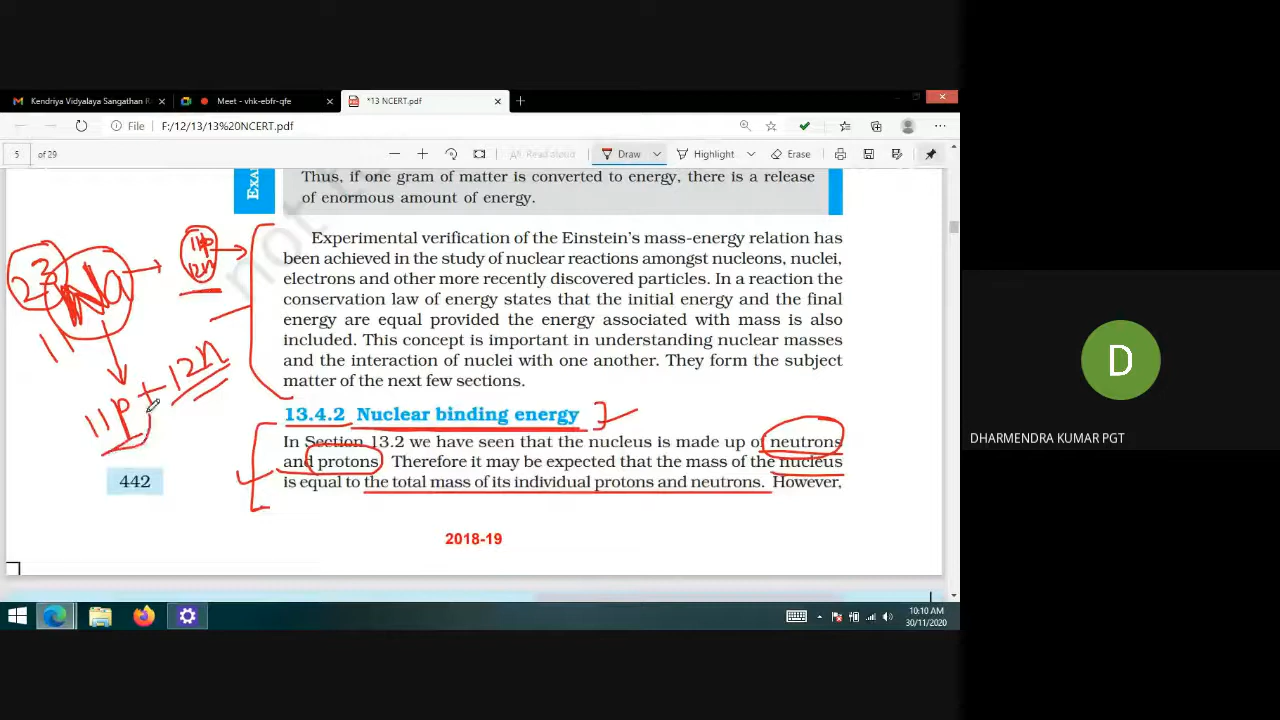 Kendriya Vidyalaya Sangathan R
Meet - vhk-ebfr-qfe
*13 NCERT.pdf
File
F:/12/13/13%20NCERT.pdf
5
of 29
Read aloud
Draw
Highlight
Erase
EXA
Thus, if one gram of matter is converted to energy, there is a release
of enormous amount of energy.
not
Experimental verification of the Einstein's mass-energy relation has
been achieved in the study of nuclear reactions amongst nucleons, nuclei,
electrons and other more recently discovered particles. In a reaction the
conservation law of energy states that the initial energy and the final
energy are equal provided the energy associated with mass is also
included. This concept is important in understanding nuclear masses
and the interaction of nuclei with one another. They form the subject
matter of the next few sections.
23
Na
11
11p
12n
11p + 12n
13.4.2 Nuclear binding energy
In Section 13.2 we have seen that the nucleus is made up of neutrons
and protons. Therefore it may be expected that the mass of the nucleus
is equal to the total mass of its individual protons and neutrons. However,
442
2018-19
D
DHARMENDRA KUMAR PGT
10:10 AM
30/11/2020